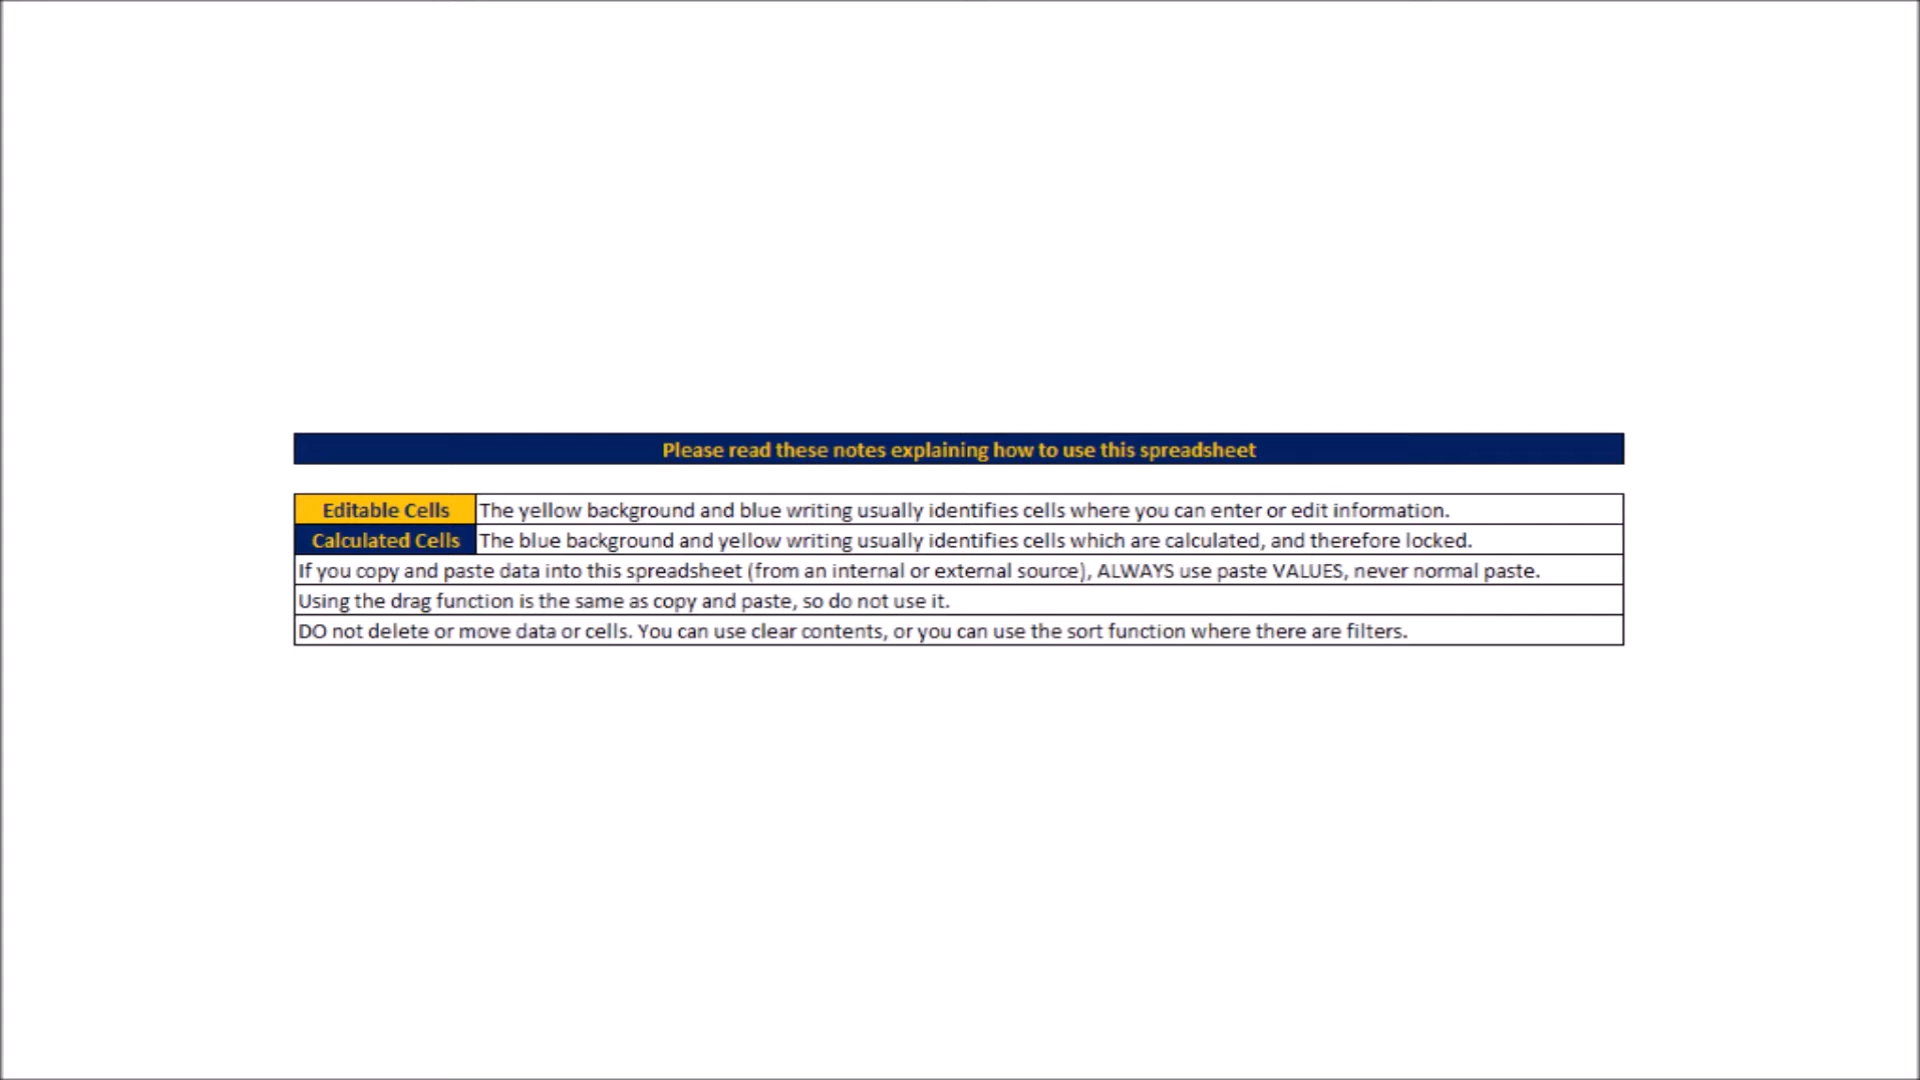 Please read these notes explaining how to use this spreadsheet
Editable Cells The yellow background and blue writing usually identifies cells where you can enter or edit information.
Calculated Cells The blue background and yellow writing usually identifies cells which are calculated, and therefore locked.
If you copy and paste data into this spreadsheet (from an internal or external source), ALWAYS use paste VALUES, never normal paste.
Using the drag function is the same as copy and paste, so do not use it.
DO not delete or move data or cells. You can use clear contents, or you can use the sort function where there are filters.